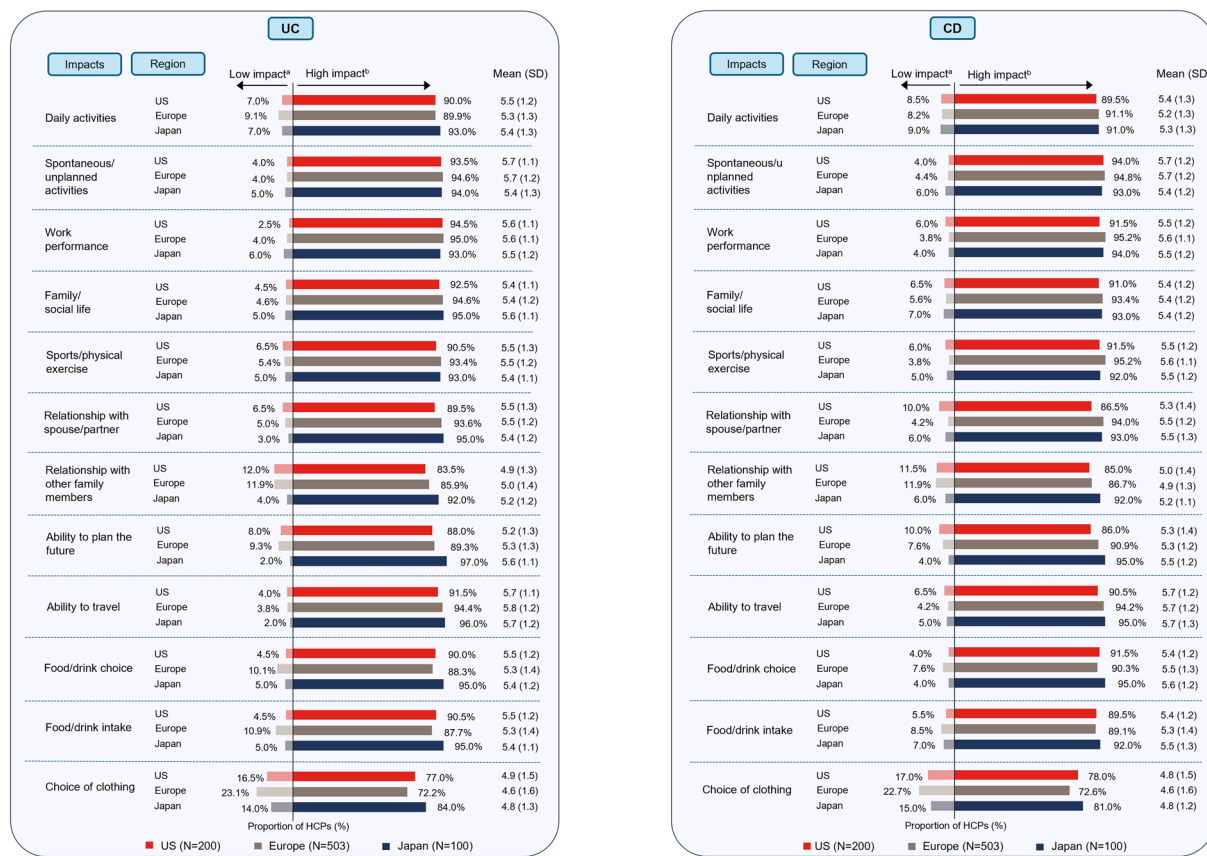 UC
Impacts Region Low impactᵃ High impactᵇ Mean (SD)
Daily activities
US 7.0% 90.0% 5.5 (1.2)
Europe 9.1% 89.9% 5.3 (1.3)
Japan 7.0% 93.0% 5.4 (1.3)
Spontaneous/
unplanned
activities
US 4.0% 93.5% 5.7 (1.1)
Europe 4.0% 94.6% 5.7 (1.2)
Japan 5.0% 94.0% 5.4 (1.3)
Work
performance
US 2.5% 94.5% 5.6 (1.1)
Europe 4.0% 95.0% 5.6 (1.1)
Japan 6.0% 93.0% 5.5 (1.2)
Family/
social life
US 4.5% 92.5% 5.4 (1.1)
Europe 4.6% 94.6% 5.4 (1.2)
Japan 5.0% 95.0% 5.6 (1.1)
Sports/physical
exercise
US 6.5% 90.5% 5.5 (1.3)
Europe 5.4% 93.4% 5.5 (1.2)
Japan 5.0% 93.0% 5.4 (1.1)
Relationship with
spouse/partner
US 6.5% 89.5% 5.5 (1.3)
Europe 5.0% 93.6% 5.5 (1.2)
Japan 3.0% 95.0% 5.4 (1.2)
Relationship with
other family
members
US 12.0% 83.5% 4.9 (1.3)
Europe 11.9% 85.9% 5.0 (1.4)
Japan 4.0% 92.0% 5.2 (1.2)
Ability to plan the
future
US 8.0% 88.0% 5.2 (1.3)
Europe 9.3% 89.3% 5.3 (1.3)
Japan 2.0% 97.0% 5.6 (1.1)
Ability to travel
US 4.0% 91.5% 5.7 (1.1)
Europe 3.8% 94.4% 5.8 (1.2)
Japan 2.0% 96.0% 5.7 (1.2)
Food/drink choice
US 4.5% 90.0% 5.5 (1.2)
Europe 10.1% 88.3% 5.3 (1.4)
Japan 5.0% 95.0% 5.4 (1.2)
Food/drink intake
US 4.5% 90.5% 5.5 (1.2)
Europe 10.9% 87.7% 5.3 (1.4)
Japan 5.0% 95.0% 5.4 (1.1)
Choice of clothing
US 16.5% 77.0% 4.9 (1.5)
Europe 23.1% 72.2% 4.6 (1.6)
Japan 14.0% 84.0% 4.8 (1.3)
Proportion of HCPs (%)
US (N=200) Europe (N=503) Japan (N=100)
CD
Impacts Region Low impactᵃ High impactᵇ Mean (SD)
Daily activities
US 8.5% 89.5% 5.4 (1.3)
Europe 8.2% 91.1% 5.2 (1.3)
Japan 9.0% 91.0% 5.3 (1.3)
Spontaneous/u
nplanned
activities
US 4.0% 94.0% 5.7 (1.2)
Europe 4.4% 94.8% 5.7 (1.2)
Japan 6.0% 93.0% 5.4 (1.2)
Work
performance
US 6.0% 91.5% 5.5 (1.2)
Europe 3.8% 95.2% 5.6 (1.1)
Japan 4.0% 94.0% 5.5 (1.2)
Family/
social life
US 6.5% 91.0% 5.4 (1.2)
Europe 5.6% 93.4% 5.4 (1.2)
Japan 7.0% 93.0% 5.4 (1.2)
Sports/physical
exercise
US 6.0% 91.5% 5.5 (1.2)
Europe 3.8% 95.2% 5.6 (1.1)
Japan 5.0% 92.0% 5.5 (1.2)
Relationship with
spouse/partner
US 10.0% 86.5% 5.3 (1.4)
Europe 4.2% 94.0% 5.5 (1.2)
Japan 6.0% 93.0% 5.5 (1.3)
Relationship with
other family
members
US 11.5% 85.0% 5.0 (1.4)
Europe 11.9% 86.7% 4.9 (1.3)
Japan 6.0% 92.0% 5.2 (1.1)
Ability to plan the
future
US 10.0% 86.0% 5.3 (1.4)
Europe 7.6% 90.9% 5.3 (1.2)
Japan 4.0% 95.0% 5.5 (1.2)
Ability to travel
US 6.5% 90.5% 5.7 (1.2)
Europe 4.2% 94.2% 5.7 (1.2)
Japan 5.0% 95.0% 5.7 (1.3)
Food/drink choice
US 4.0% 91.5% 5.4 (1.2)
Europe 7.6% 90.3% 5.5 (1.3)
Japan 4.0% 95.0% 5.6 (1.2)
Food/drink intake
US 5.5% 89.5% 5.4 (1.2)
Europe 8.5% 89.1% 5.3 (1.4)
Japan 7.0% 92.0% 5.5 (1.3)
Choice of clothing
US 17.0% 78.0% 4.8 (1.5)
Europe 22.7% 72.6% 4.6 (1.6)
Japan 15.0% 81.0% 4.8 (1.2)
Proportion of HCPs (%)
US (N=200) Europe (N=503) Japan (N=100)